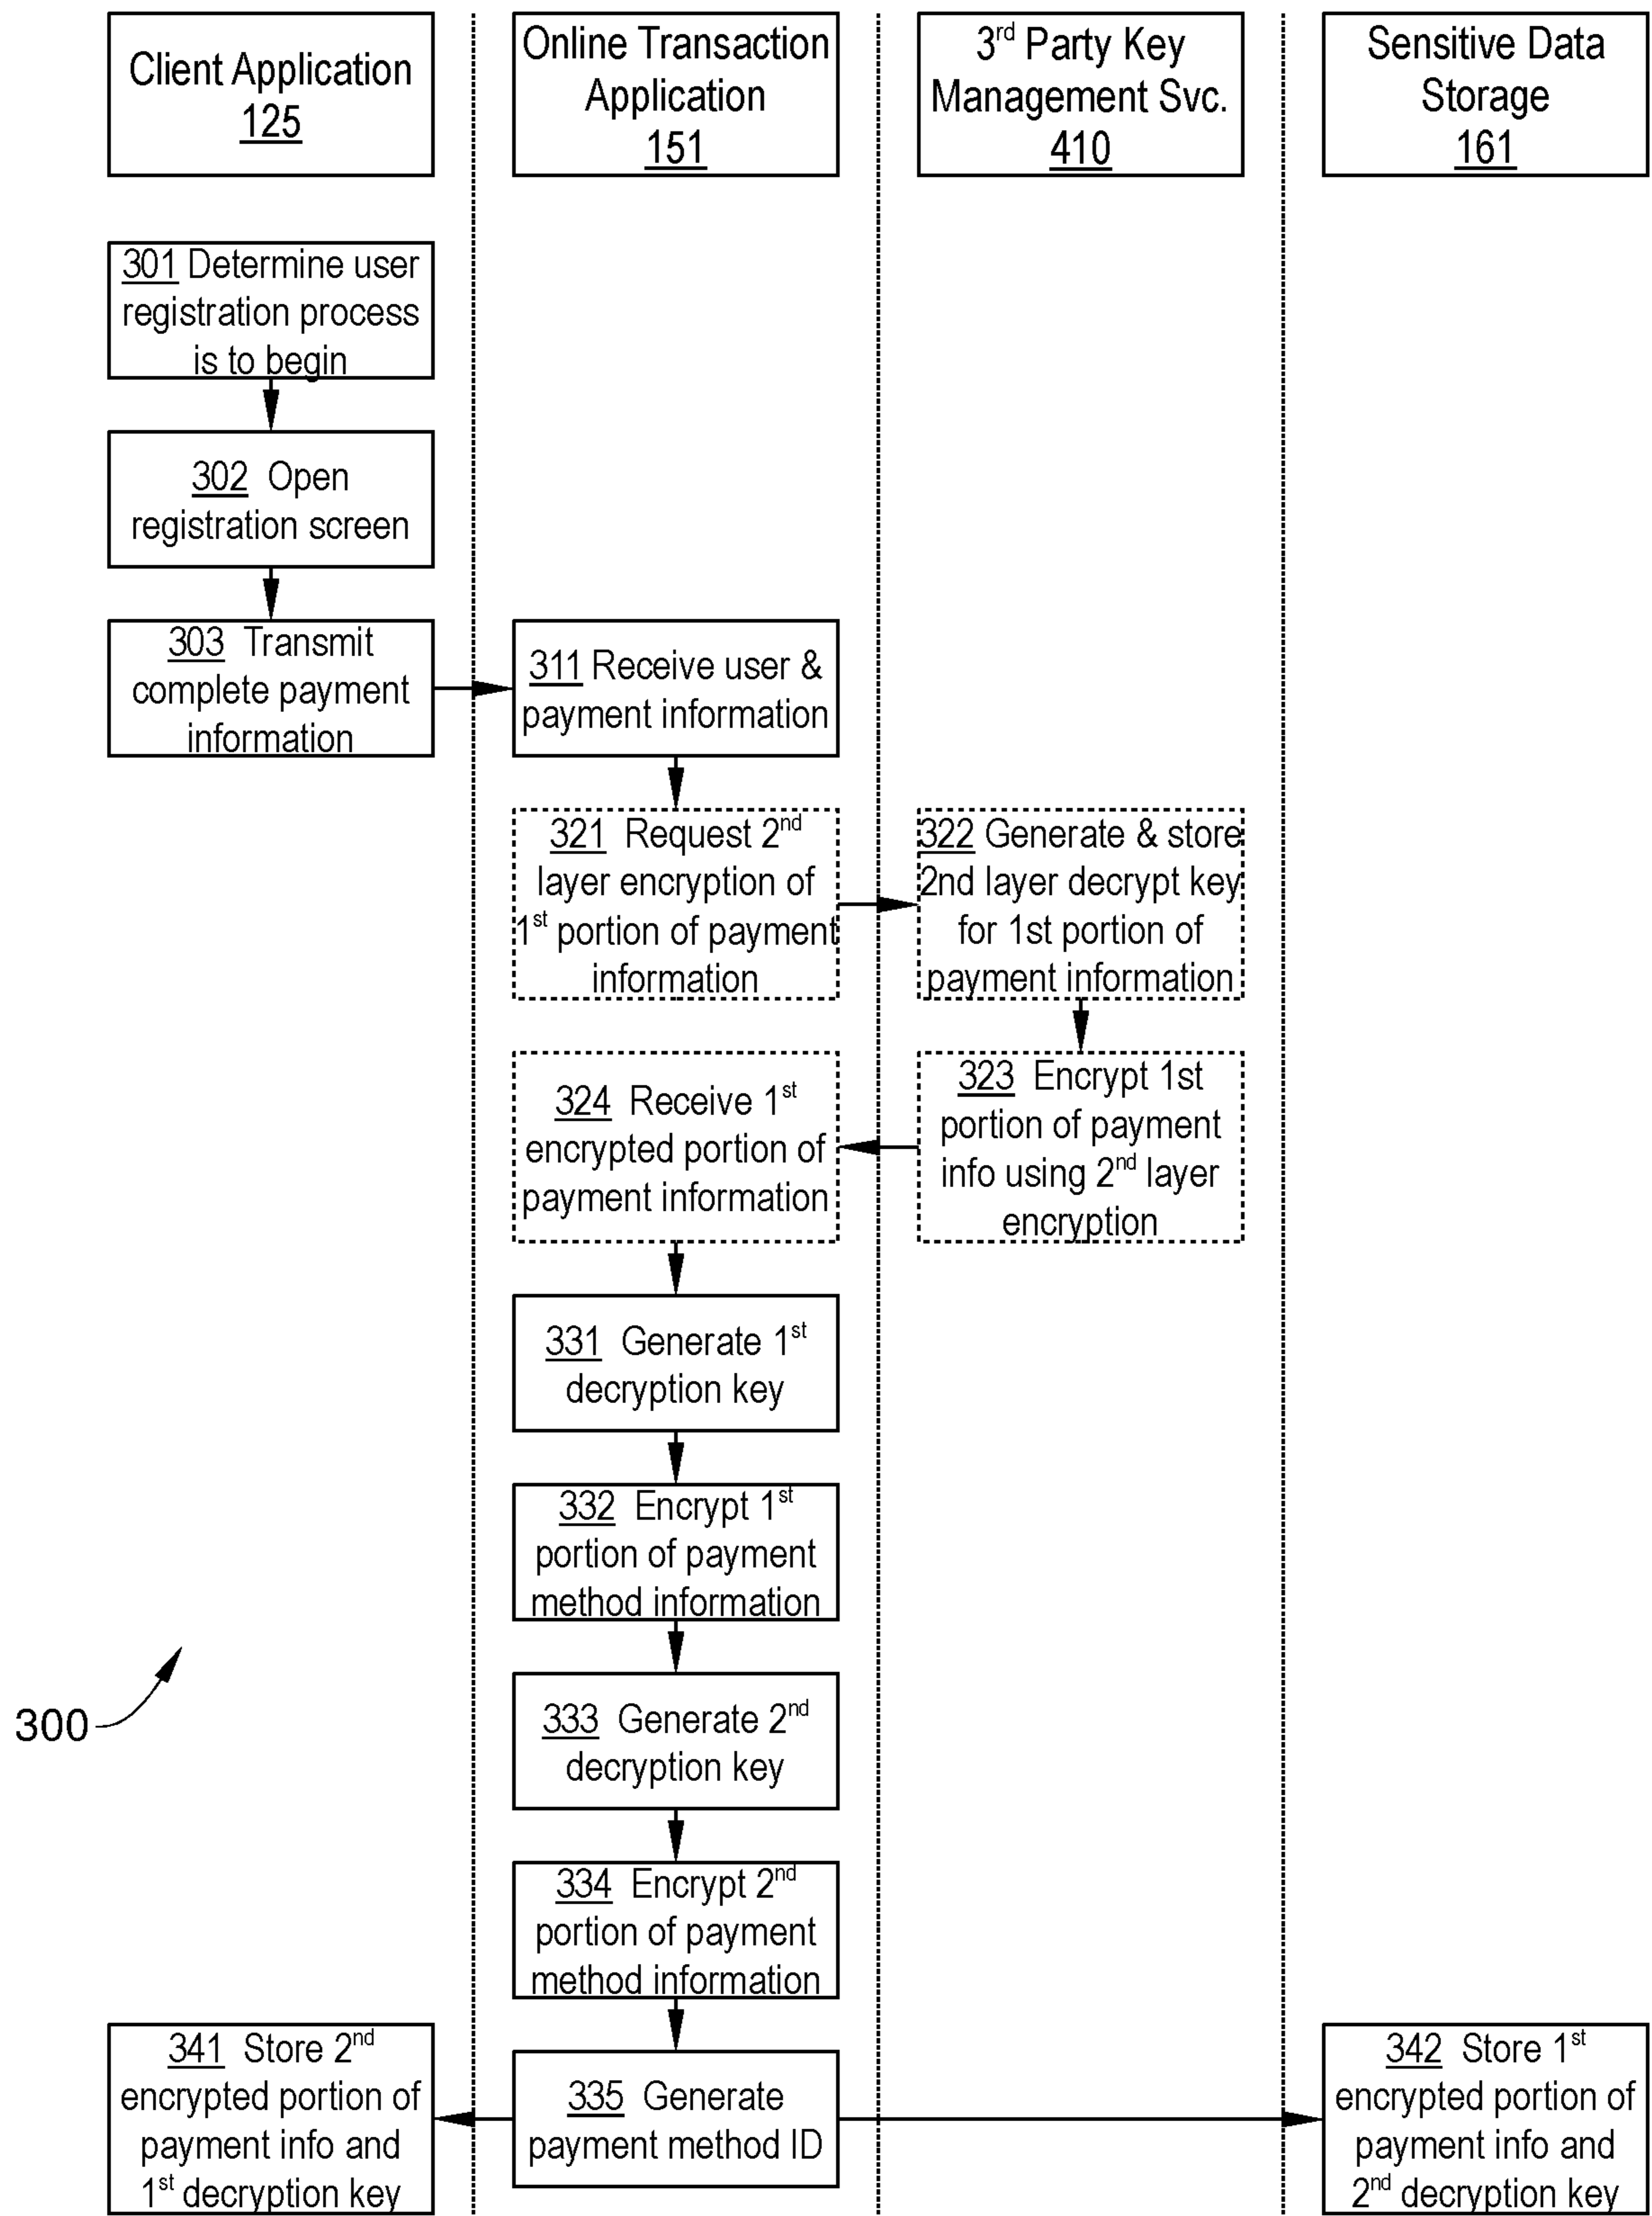 Client Application
125
Online Transaction
Application
151
3rd Party Key
Management Svc.
410
Sensitive Data
Storage
161
301 Determine user
registration process
is to begin
302 Open
registration screen
303 Transmit
complete payment
information
311 Receive user &
payment information
321 Request 2nd
layer encryption of
1st portion of payment
information
322 Generate & store
2nd layer decrypt key
for 1st portion of
payment information
323 Encrypt 1st
portion of payment
info using 2nd layer
encryption
324 Receive 1st
encrypted portion of
payment information
331 Generate 1st
decryption key
332 Encrypt 1st
portion of payment
method information
333 Generate 2nd
decryption key
300
334 Encrypt 2nd
portion of payment
method information
341 Store 2nd
encrypted portion of
payment info and
1st decryption key
335 Generate
payment method ID
342 Store 1st
encrypted portion of
payment info and
2nd decryption key